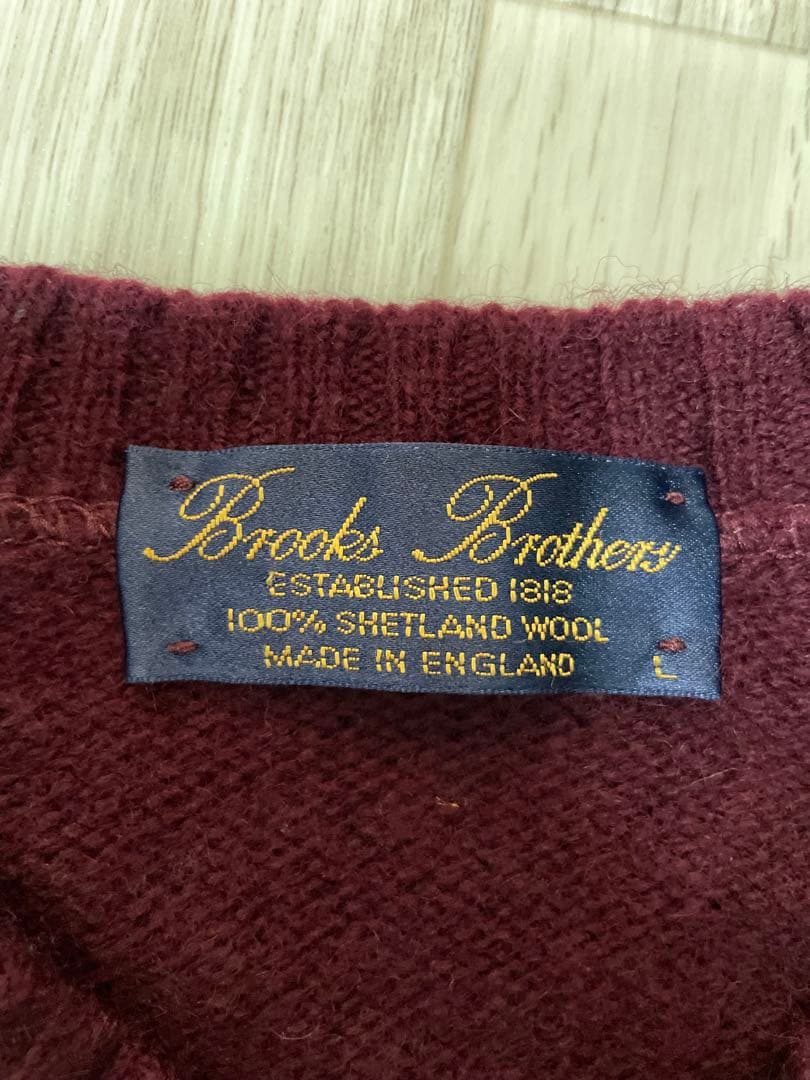 Brooks Brothers
ESTABLISHED 1818
100% SHETLAND WOOL
MADE IN ENGLAND L